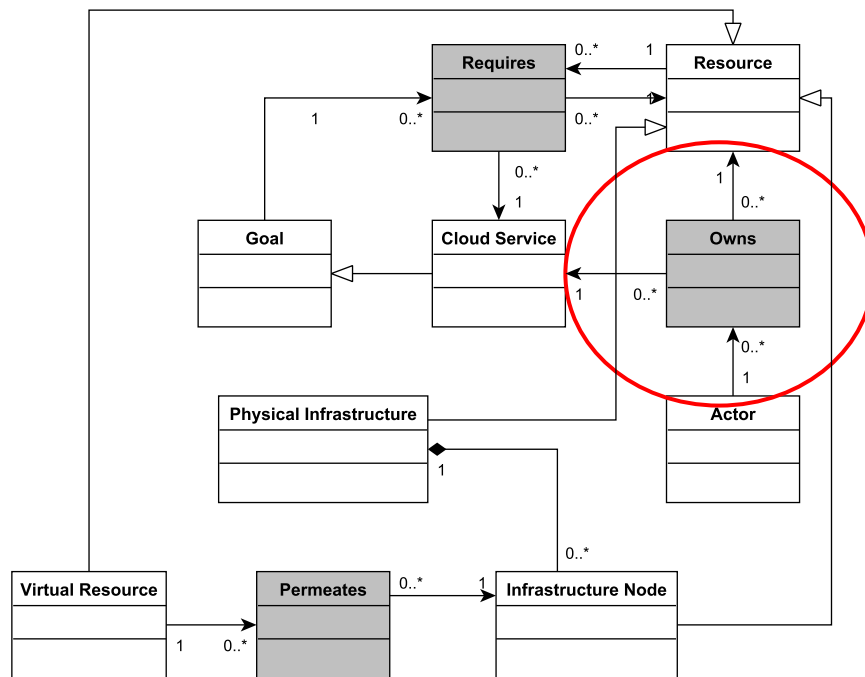 0..*
1
Requires
Resource
1
0..*
0..*
1
0..*
1
1
0..*
Goal
Cloud Service
Owns
1
0..*
0..*
1
Physical Infrastructure
Actor
1
0..*
0..*
1
Virtual Resource
Permeates
Infrastructure Node
1
0..*